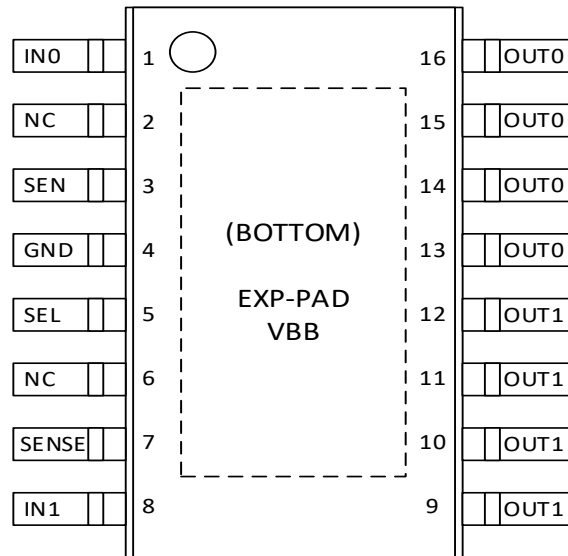 IN0 1 16 OUT0
NC 2 15 OUT0
SEN 3 14 OUT0
GND 4 13 OUT0
(BOTTOM)
EXP-PAD
VBB
SEL 5 12 OUT1
NC 6 11 OUT1
SENSE 7 10 OUT1
IN1 8 9 OUT1